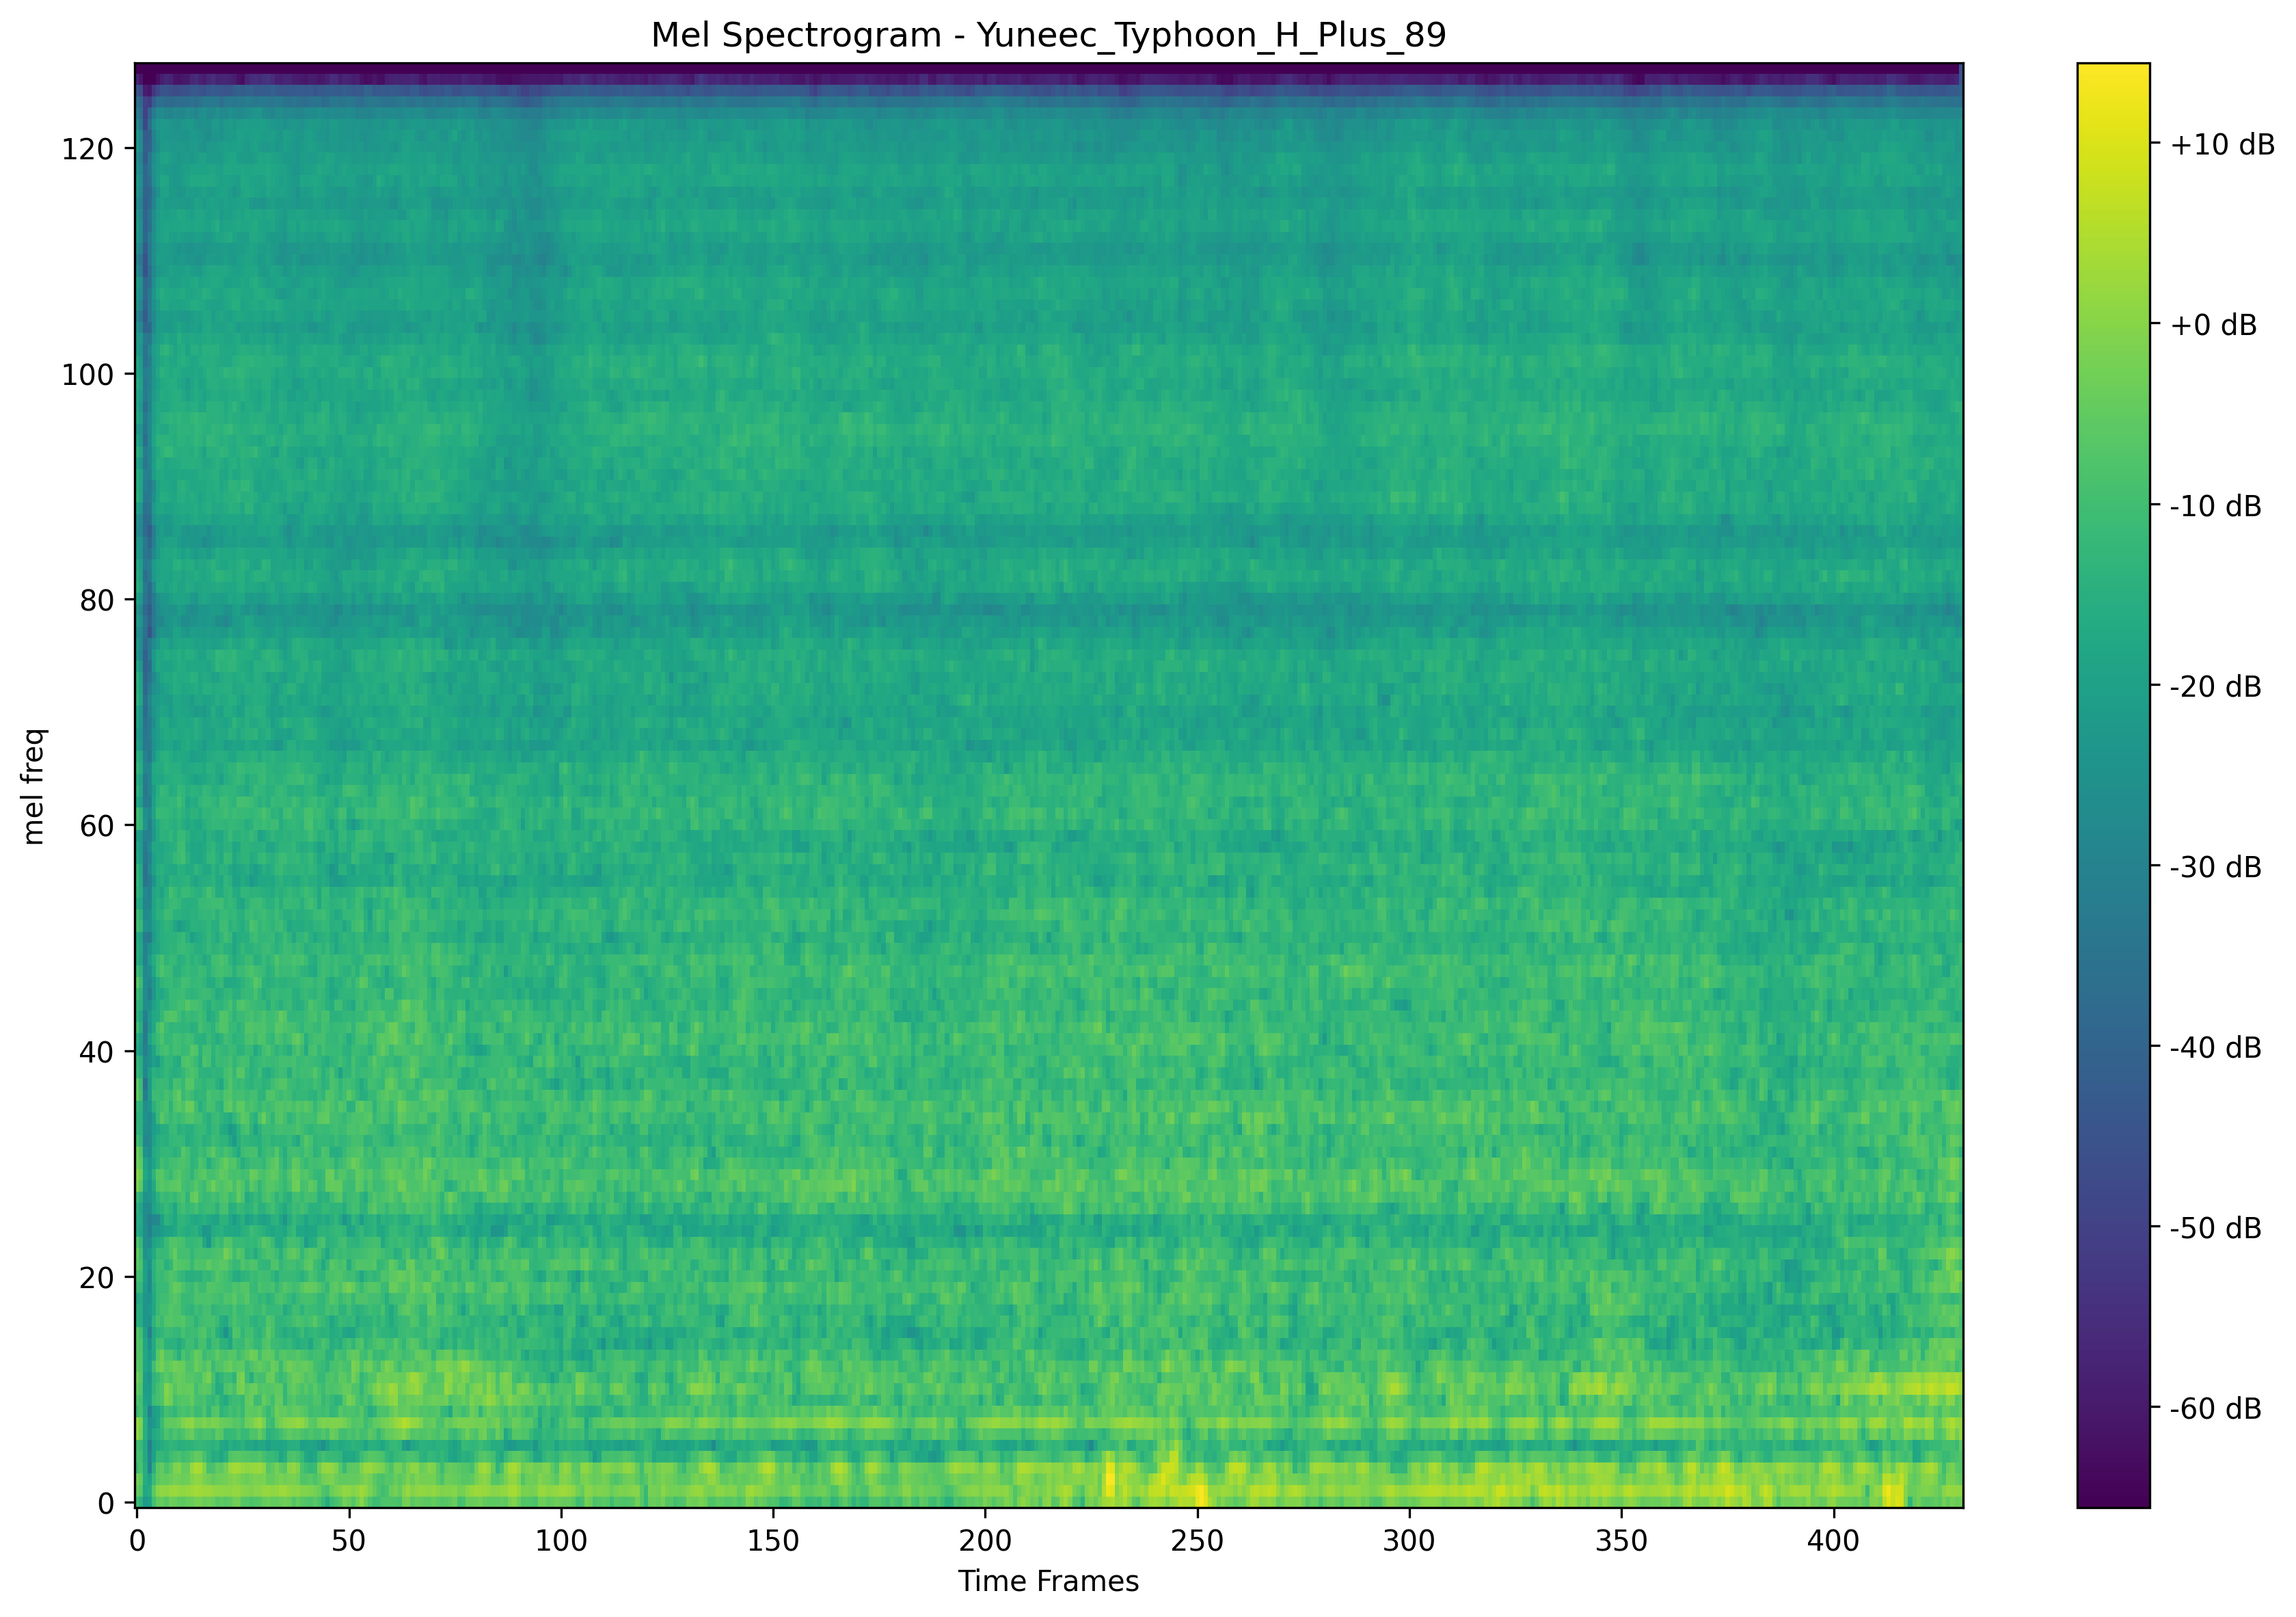 Mel Spectrogram - Yuneec_Typhoon_H_Plus_89
mel freq
120
100
80
60
40
20
0
0 50 100 150 200 250 300 350 400
Time Frames
+10 dB
+0 dB
-10 dB
-20 dB
-30 dB
-40 dB
-50 dB
-60 dB